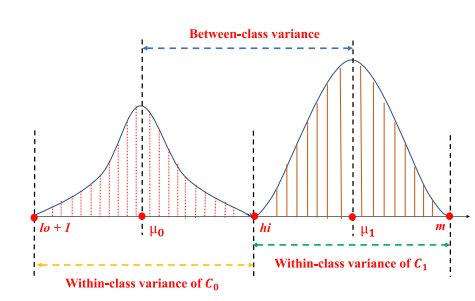 Between-class variance
lo + 1
μ₀
hi
μ₁
m
Within-class variance of C₁
Within-class variance of C₀